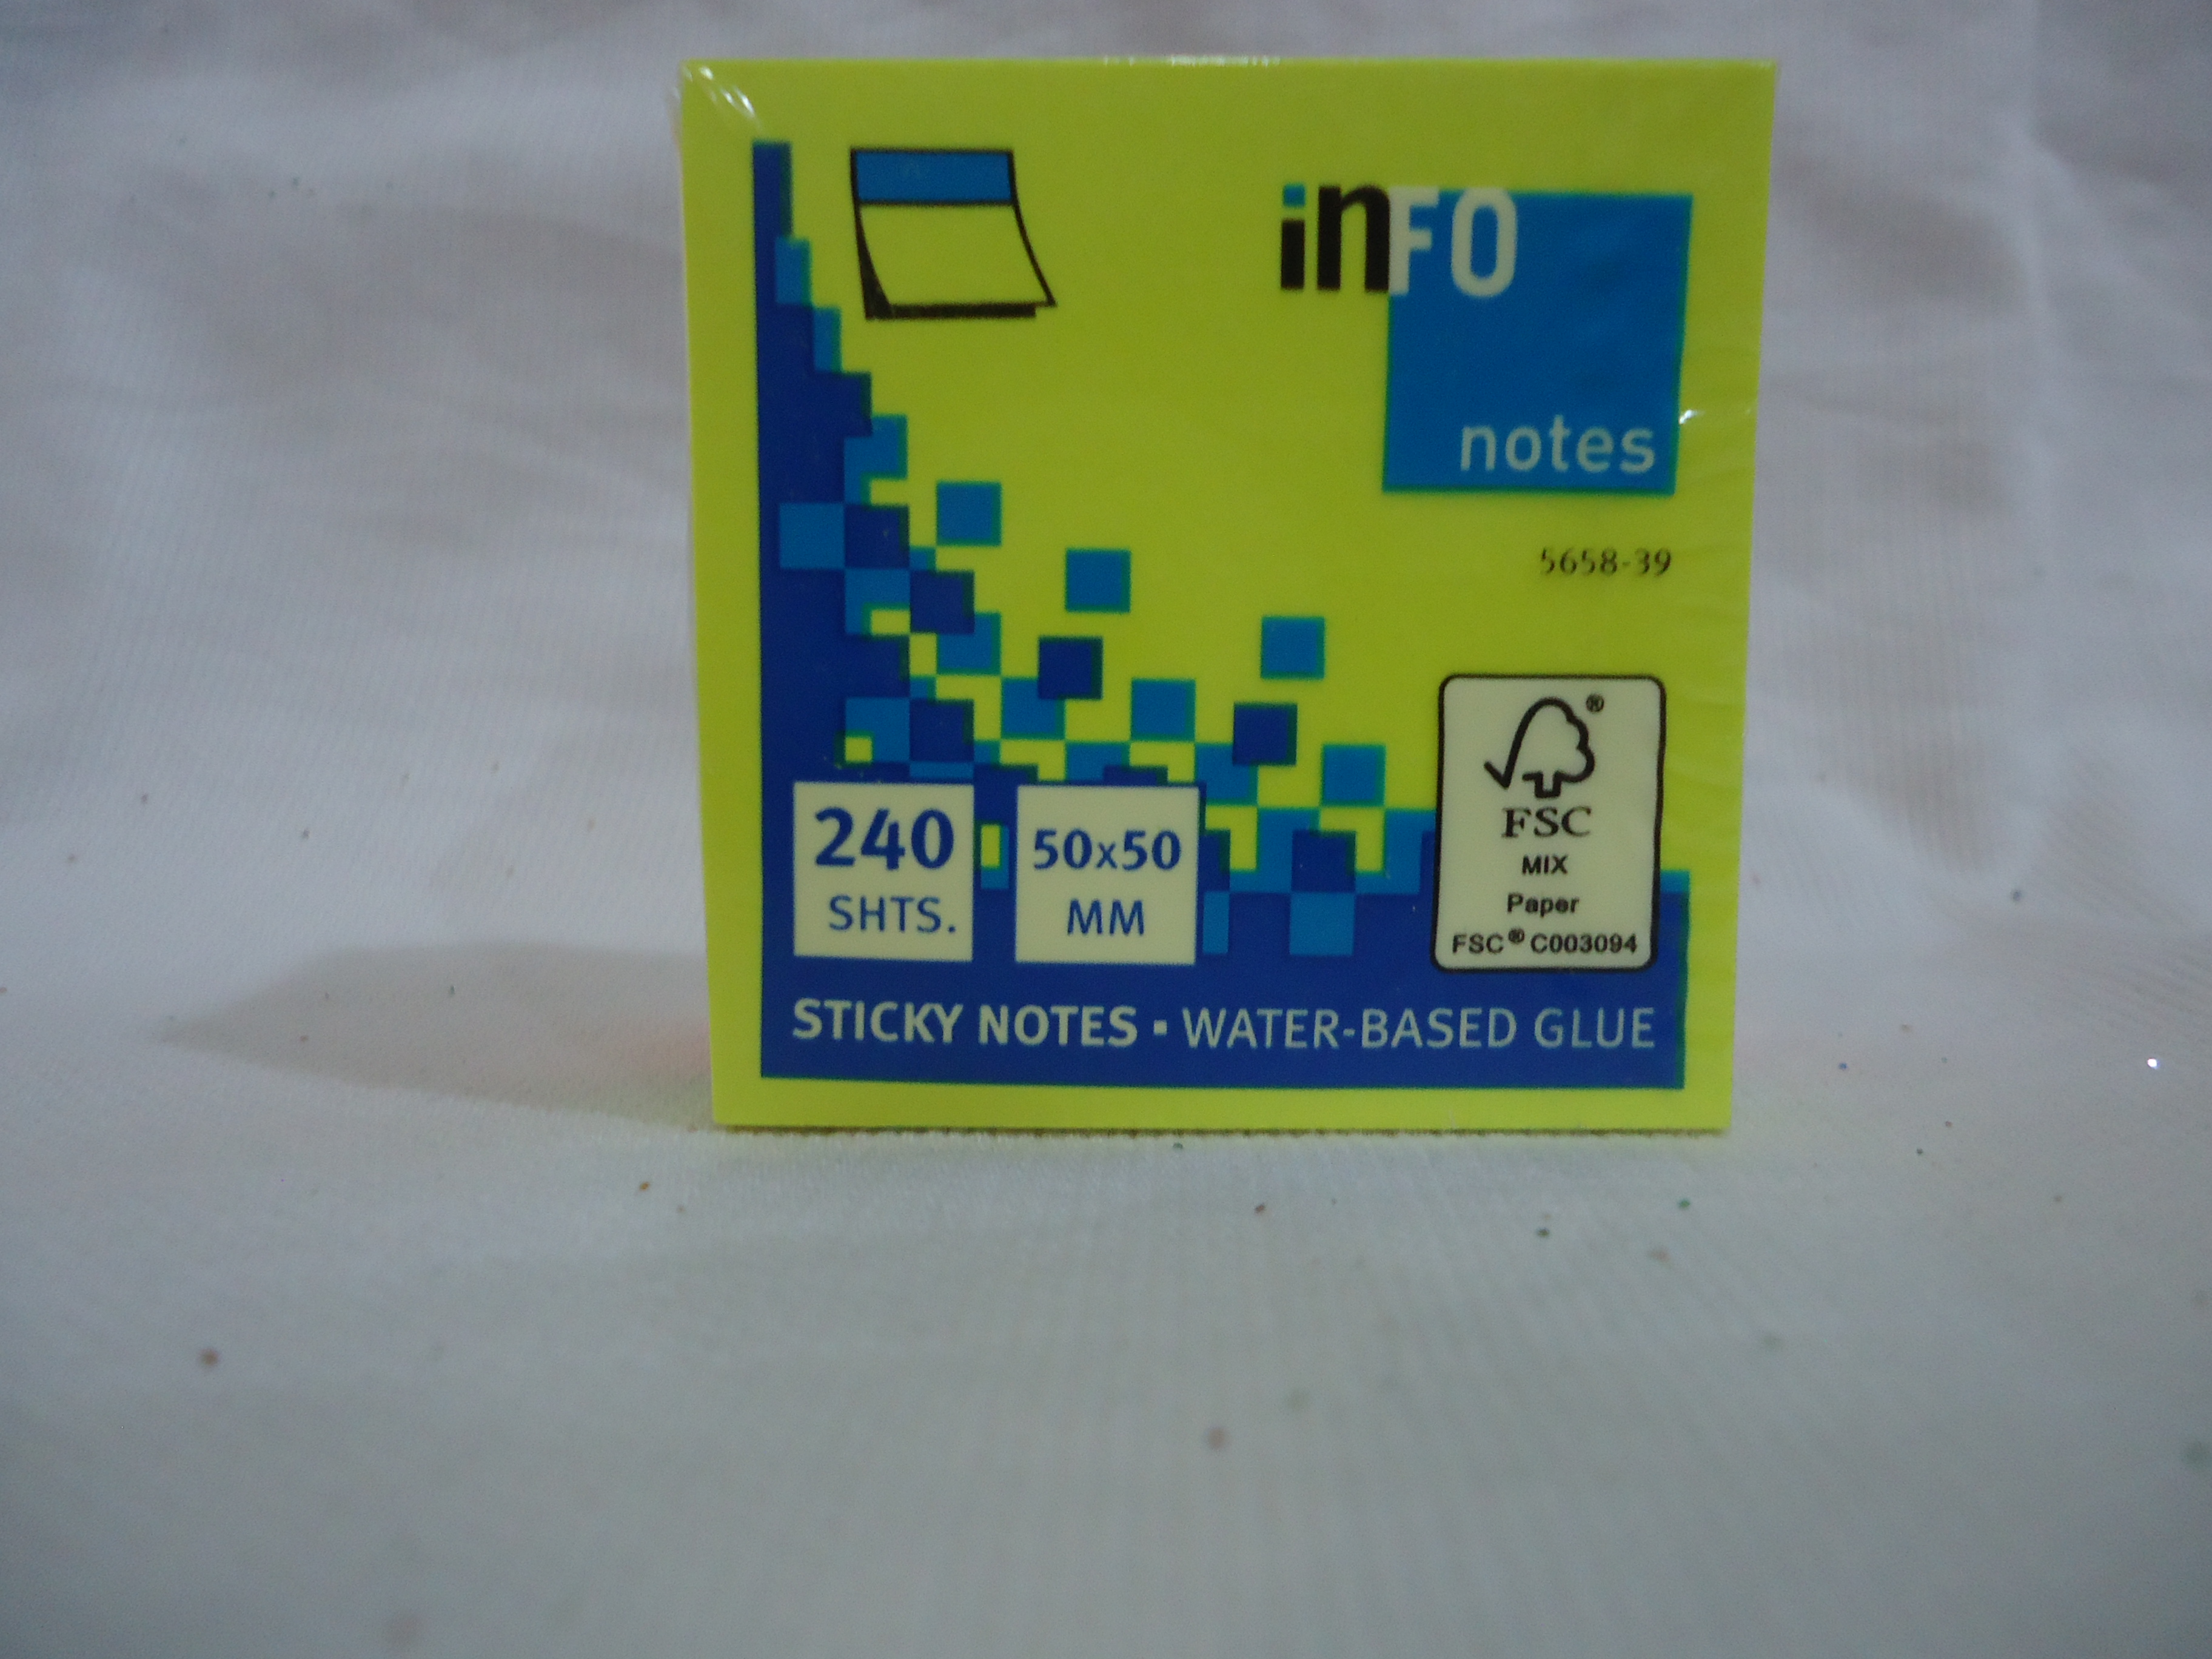 inFO
notes
5658-39
240
SHTS.
50x50
MM
®
FSC
MIX
Paper
FSC® C003094
STICKY NOTES ▪ WATER-BASED GLUE